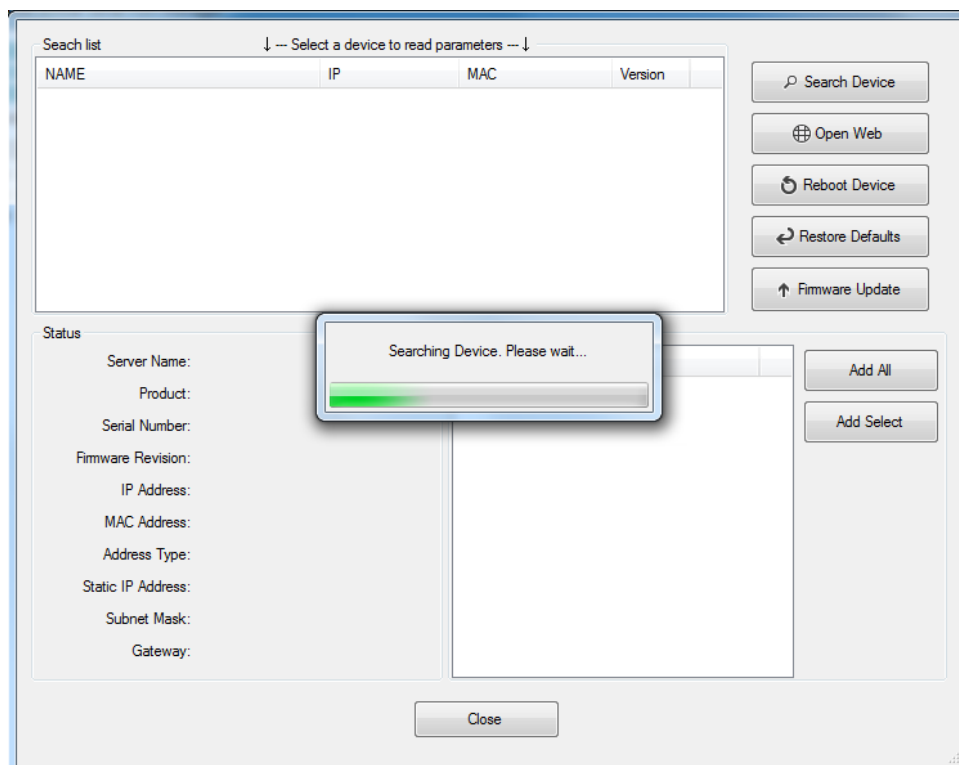 Seach list
↓ --- Select a device to read parameters --- ↓
NAME IP MAC Version
Search Device
Open Web
Reboot Device
Restore Defaults
Firmware Update
Searching Device. Please wait...
Status
Server Name:
Product:
Serial Number:
Firmware Revision:
IP Address:
MAC Address:
Address Type:
Static IP Address:
Subnet Mask:
Gateway:
Add All
Add Select
Close